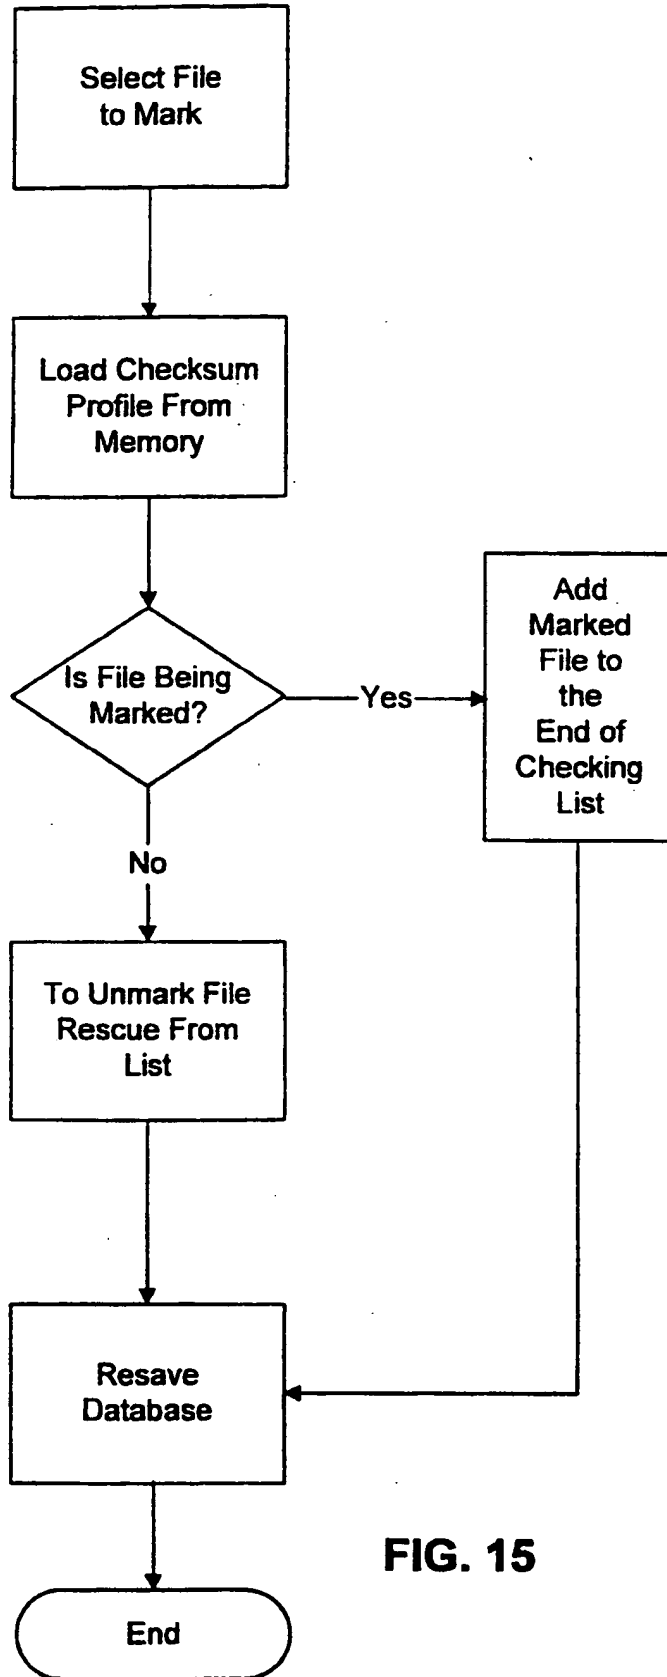 Select File
to Mark
Load Checksum
Profile From
Memory
Is File Being
Marked?
Yes
Add
Marked
File to
the
End of
Checking
List
No
To Unmark File
Rescue From
List
Resave
Database
End
FIG. 15